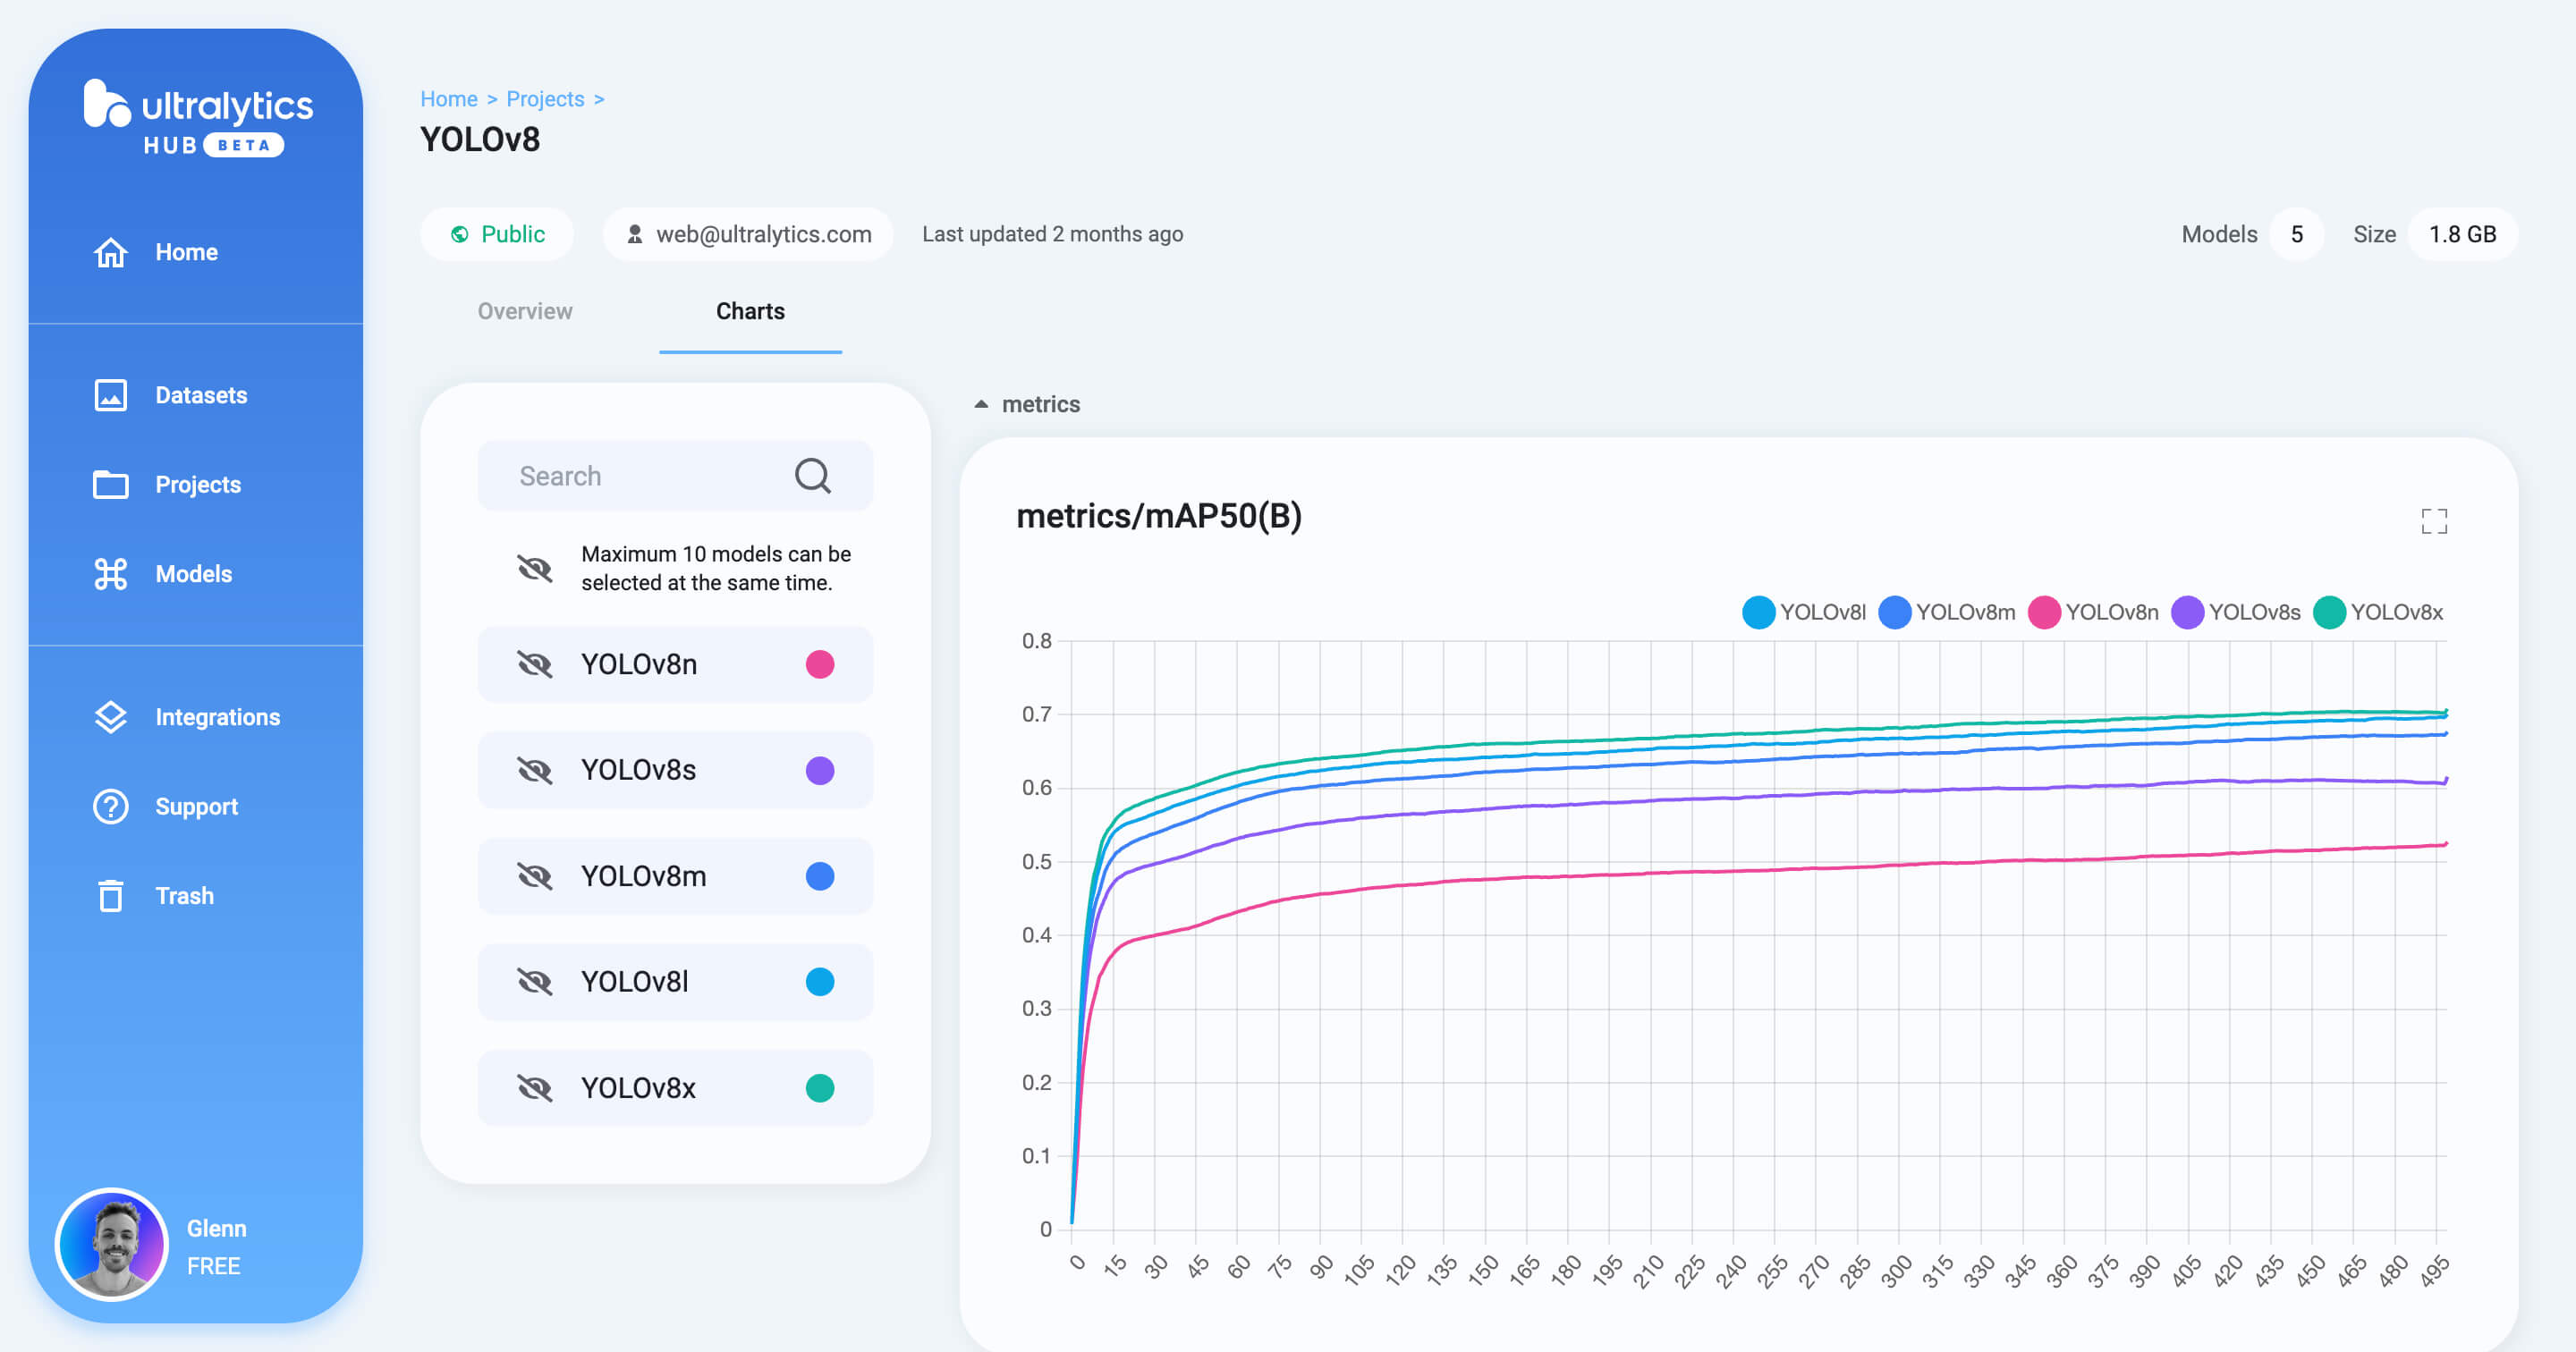 ultralytics
HUB BETA
Home
Datasets
Projects
Models
Integrations
Support
Trash
Glenn
FREE
Home > Projects >
YOLOv8
Public
web@ultralytics.com
Last updated 2 months ago
Models 5 Size 1.8 GB
Overview Charts
Search
Maximum 10 models can be
selected at the same time.
YOLOv8n
YOLOv8s
YOLOv8m
YOLOv8l
YOLOv8x
metrics
metrics/mAP50(B)
YOLOv8l YOLOv8m YOLOv8n YOLOv8s YOLOv8x
0.8
0.7
0.6
0.5
0.4
0.3
0.2
0.1
0
0 15 30 45 60 75 90 105 120 135 150 165 180 195 210 225 240 255 270 285 300 315 330 345 360 375 390 405 420 435 450 465 480 495